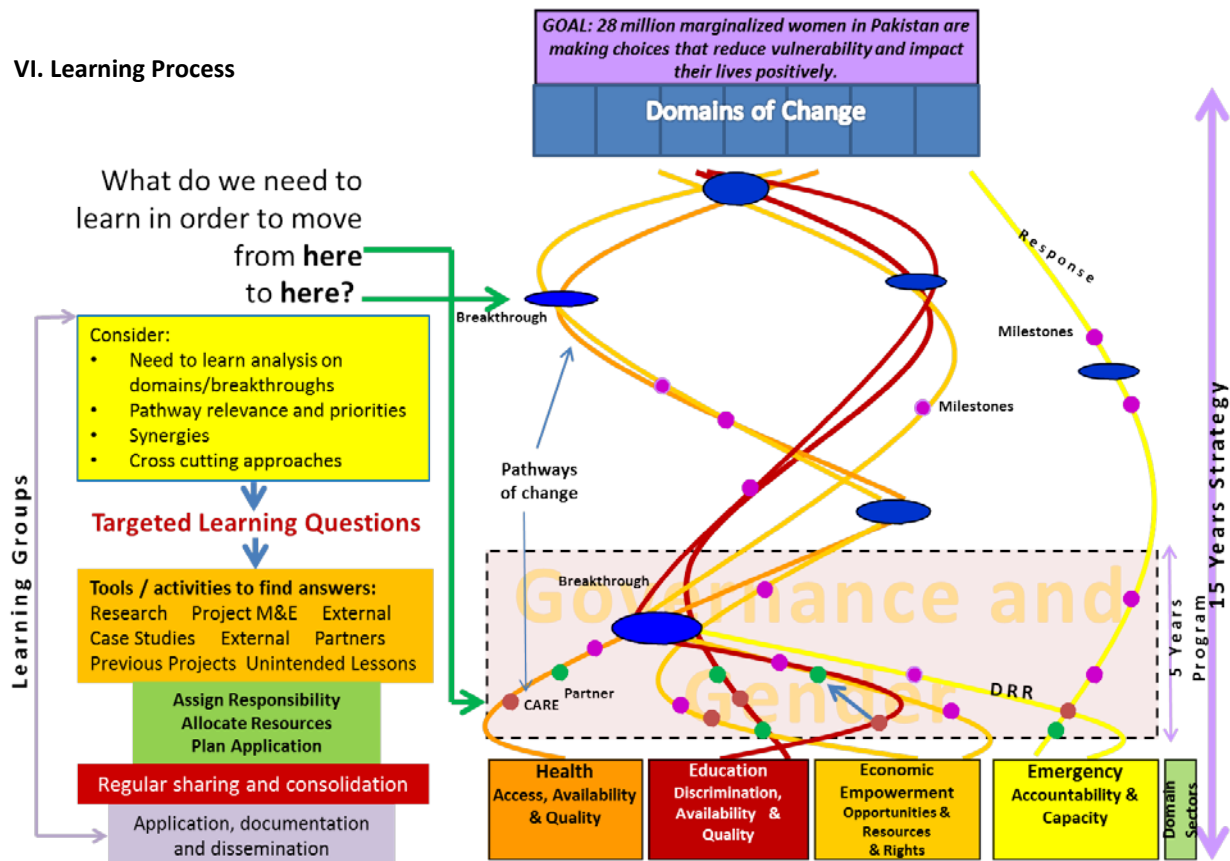 VI. Learning Process
GOAL: 28 million marginalized women in Pakistan are
making choices that reduce vulnerability and impact
their lives positively.
Domains of Change
What do we need to
learn in order to move
from here
to here?
Learning Groups
Consider:
• Need to learn analysis on
domains/breakthroughs
• Pathway relevance and priorities
• Synergies
• Cross cutting approaches
Targeted Learning Questions
Tools / activities to find answers:
Research Project M&E External
Case Studies External Partners
Previous Projects Unintended Lessons
Assign Responsibility
Allocate Resources
Plan Application
Regular sharing and consolidation
Application, documentation
and dissemination
Breakthrough
Response
Milestones
Milestones
Pathways
of change
Breakthrough
Governance and
Gender
Partner
CARE
DRR
5 Years
Program
15 Years Strategy
Health
Access, Availability
& Quality
Education
Discrimination,
Availability &
Quality
Economic
Empowerment
Opportunities &
Resources
& Rights
Emergency
Accountability &
Capacity
Domain
Sectors